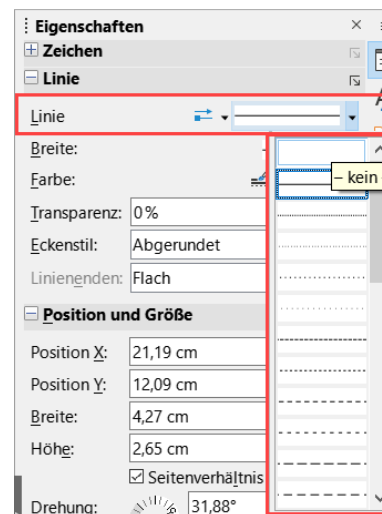 Eigenschaften
Zeichen
Linie
Linie
Breite:
– kein
Farbe:
Transparenz: 0%
Eckenstil: Abgerundet
Linienenden: Flach
Position und Größe
Position X: 21,19 cm
Position Y: 12,09 cm
Breite: 4,27 cm
Höhe: 2,65 cm
Seitenverhältnis
Drehung: 31,88°